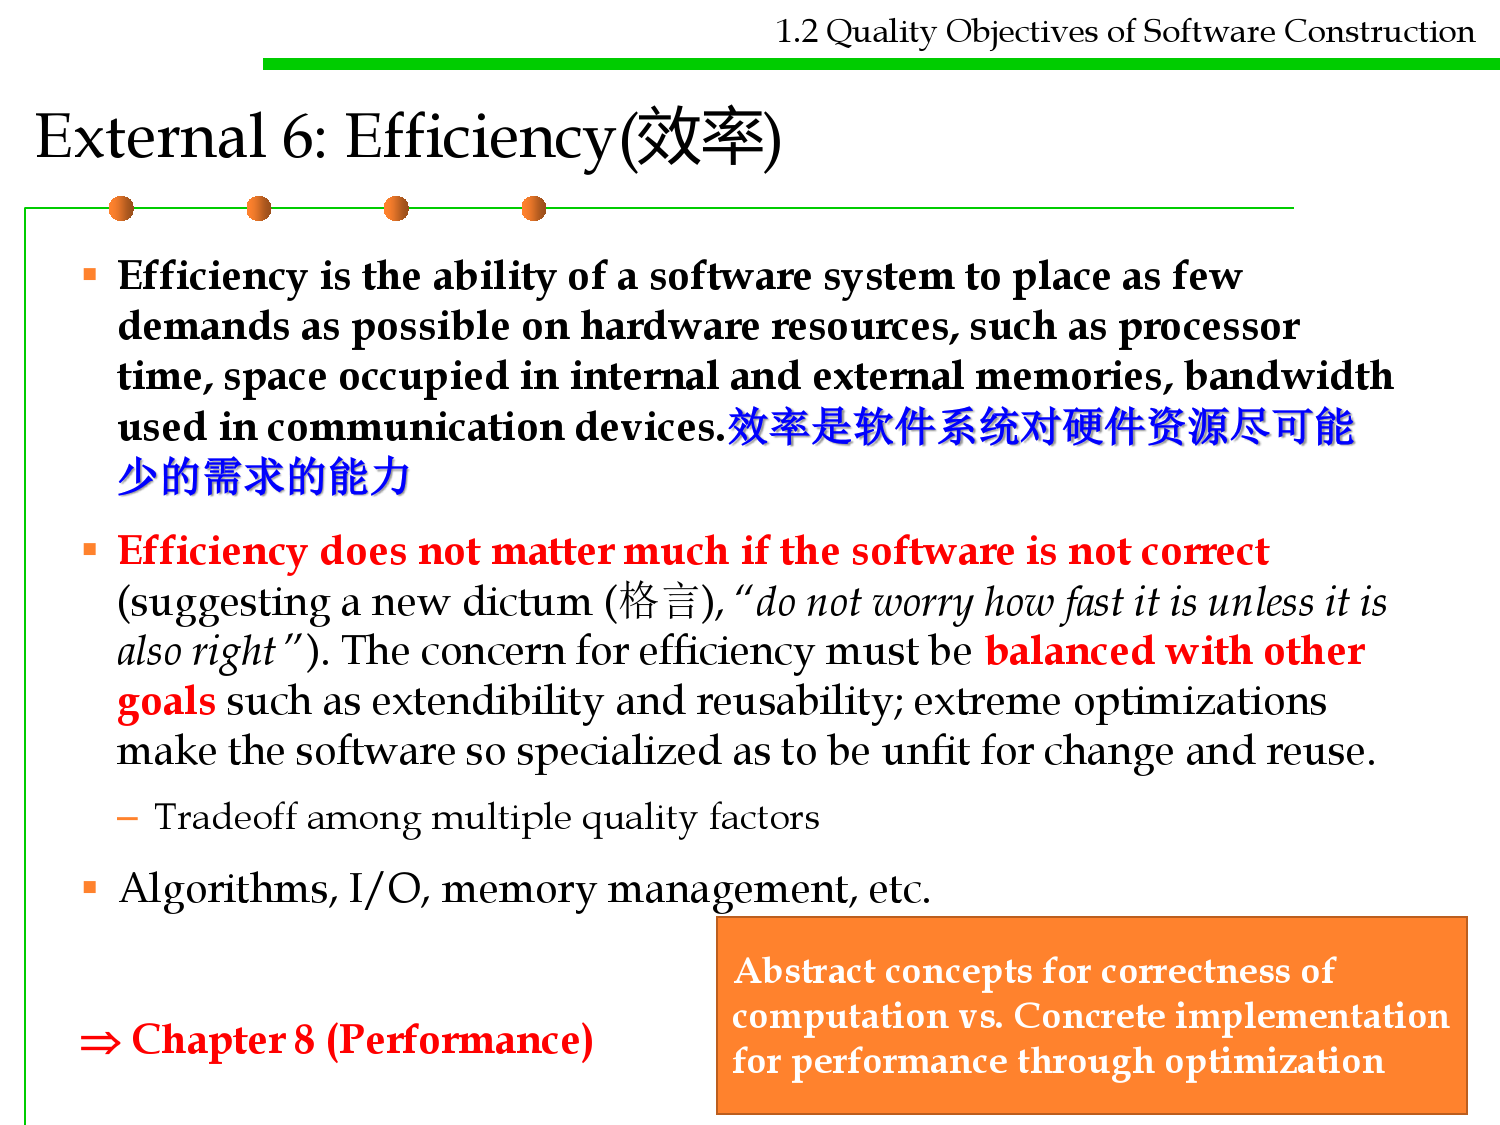 1.2 Quality Objectives of Software Construction
External 6: Efficiency(效率)
▪ Efficiency is the ability of a software system to place as few
demands as possible on hardware resources, such as processor
time, space occupied in internal and external memories, bandwidth
used in communication devices.效率是软件系统对硬件资源尽可能
少的需求的能力
▪ Efficiency does not matter much if the software is not correct
(suggesting a new dictum (格言), “do not worry how fast it is unless it is
also right ”). The concern for efficiency must be balanced with other
goals such as extendibility and reusability; extreme optimizations
make the software so specialized as to be unfit for change and reuse.
– Tradeoff among multiple quality factors
▪ Algorithms, I/O, memory management, etc.
⇒ Chapter 8 (Performance)
Abstract concepts for correctness of
computation vs. Concrete implementation
for performance through optimization